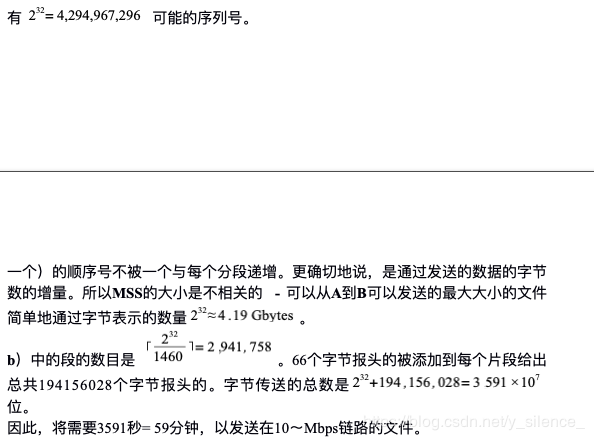 有 2^32= 4,294,967,296 可能的序列号。
一个）的顺序号不被一个与每个分段递增。更确切地说，是通过发送的数据的字节
数的增量。所以MSS的大小是不相关的 - 可以从A到B可以发送的最大大小的文件
简单地通过字节表示的数量 2^32≈4.19 Gbytes 。
b）中的段的数目是 ⌈2^32/1460⌉= 2,941,758 。66个字节报头的被添加到每个片段给出
总共194156028个字节报头的。字节传送的总数是 2^32+194,156,028= 3 591 ×10^7
位。
因此，将需要3591秒= 59分钟，以发送在10～Mbps链路的文件。
https://blog.csdn.net/y_silence_